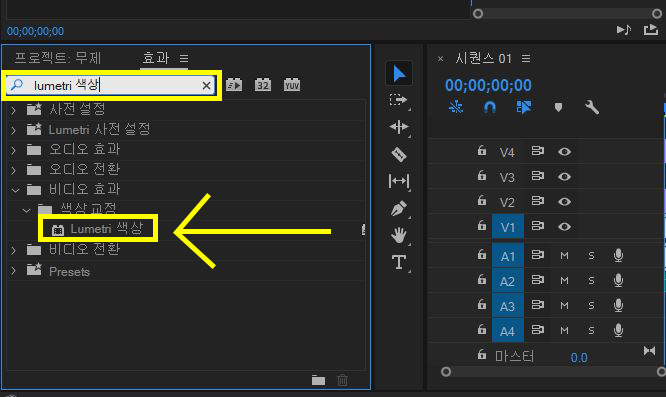 00;00;00;00
프로젝트: 무제 효과
lumetri 색상
32 YUV
사전 설정
Lumetri 사전 설정
오디오 효과
오디오 전환
비디오 효과
색상 교정
Lumetri 색상
비디오 전환
Presets
T
× 시퀀스 01
00;00;00;00
V4
V3
V2
V1
A1 M S
A2 M S
A3 M S
A4 M S
마스터 0.0